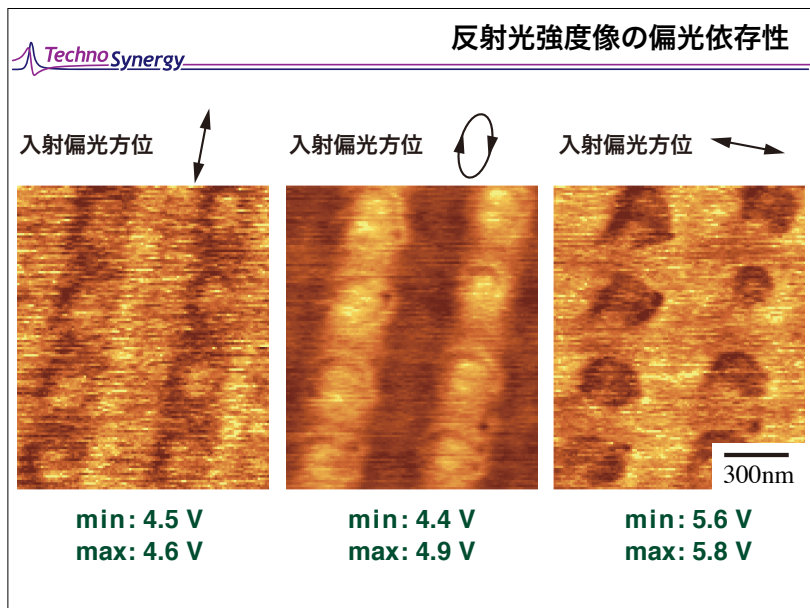 反射光強度像の偏光依存性
Techno Synergy
入射偏光方位
入射偏光方位
入射偏光方位
300nm
min: 4.5 V
max: 4.6 V
min: 4.4 V
max: 4.9 V
min: 5.6 V
max: 5.8 V